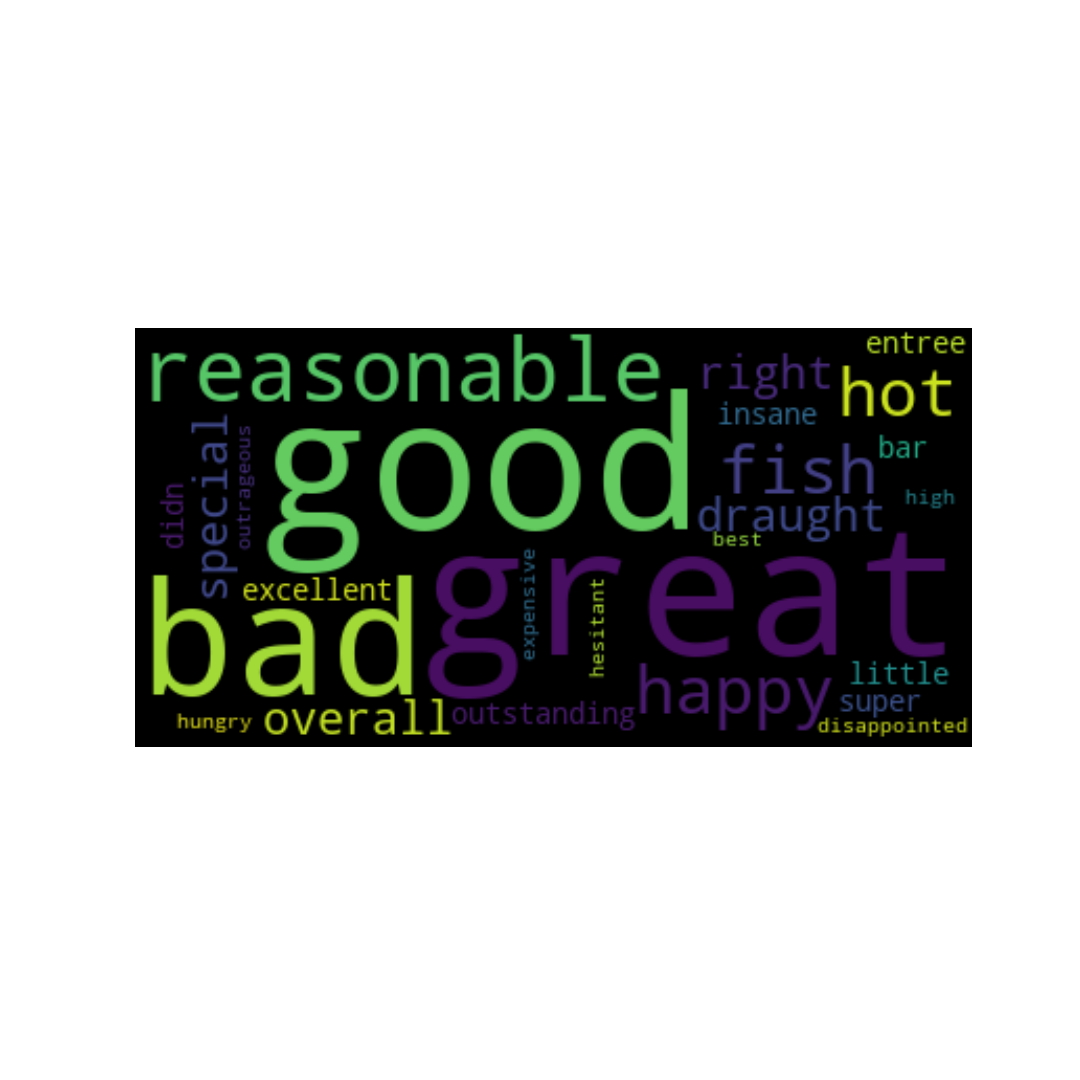 reasonable
right
entree
hot
insane
good
special
outrageous
didn
fish
bar
draught
high
best
great
bad
excellent
expensive
hesitant
happy
little
super
hungry
overall
outstanding
disappointed